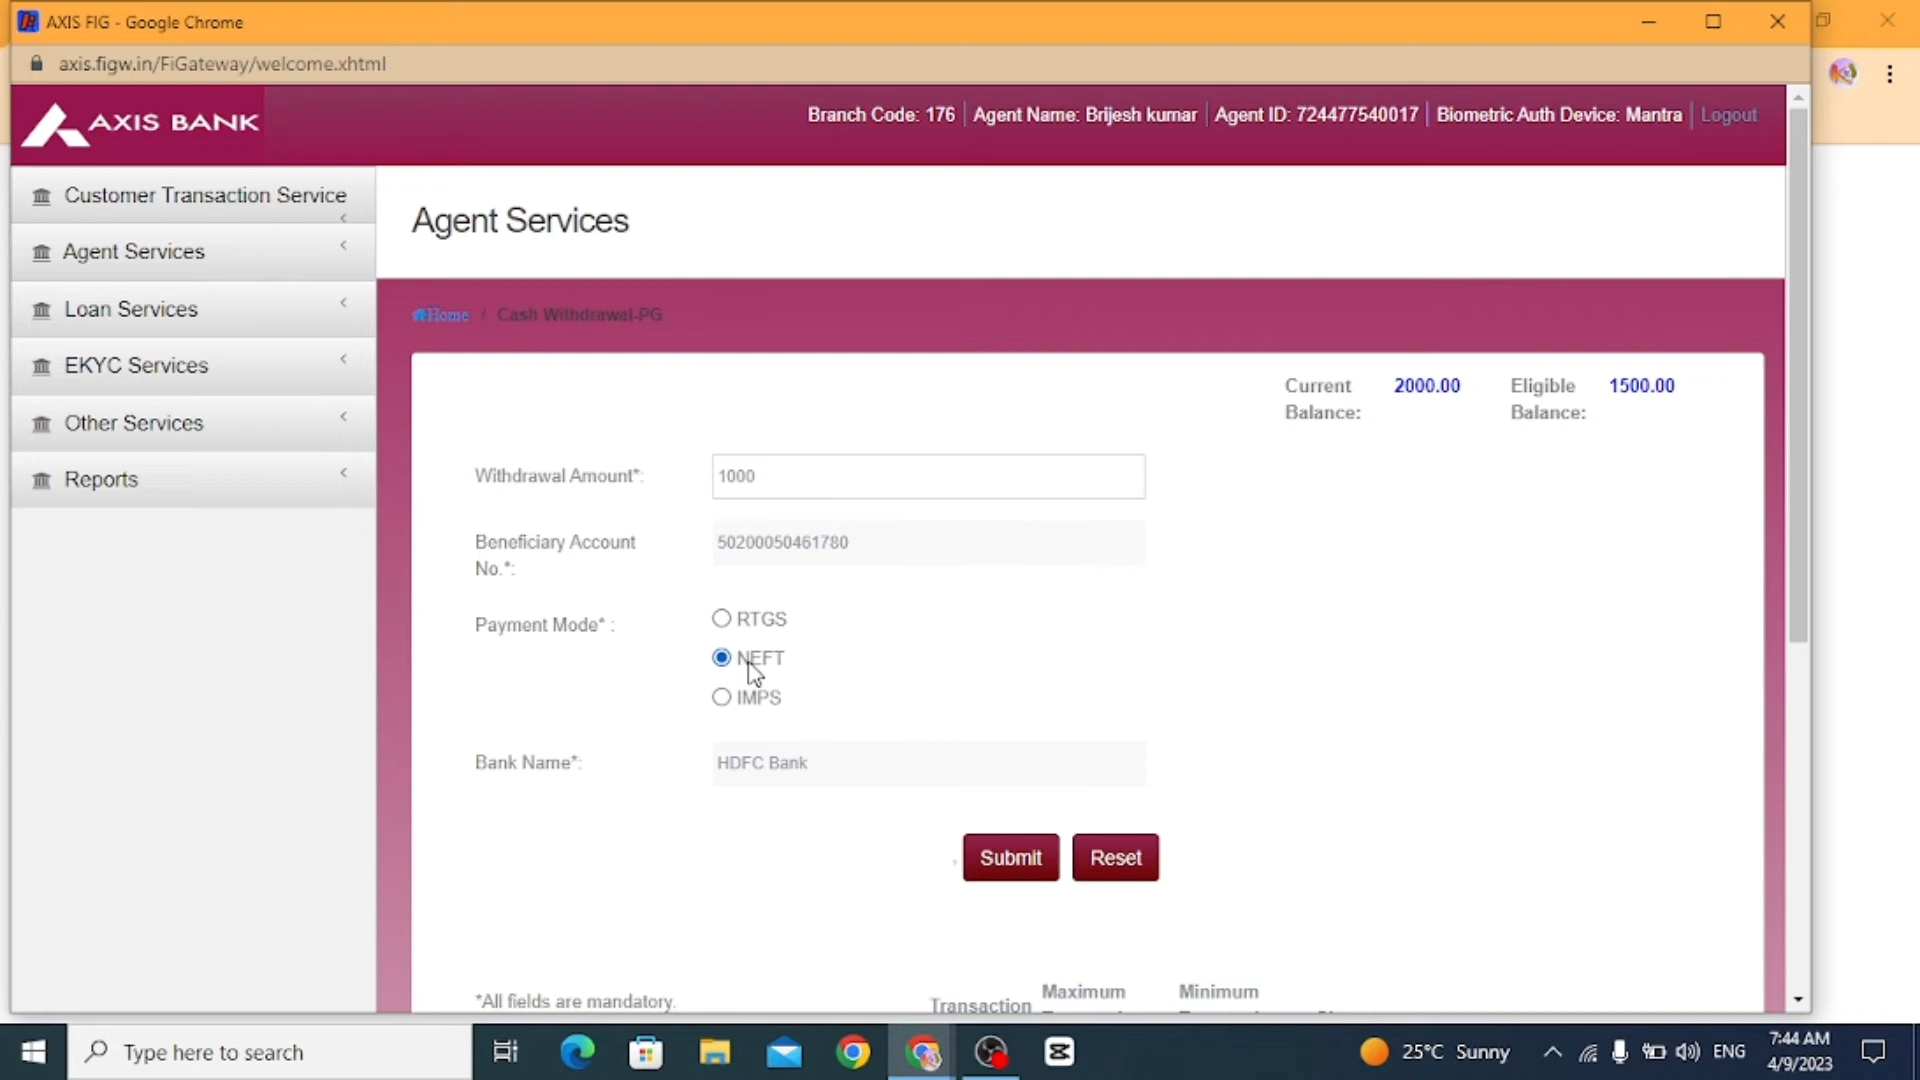 AXIS FIG - Google Chrome
axis.figw.in/FiGateway/welcome.xhtml
AXIS BANK
Branch Code: 176 | Agent Name: Brijesh kumar | Agent ID: 724477540017 | Biometric Auth Device: Mantra | Logout
Customer Transaction Service
Agent Services
Loan Services
EKYC Services
Other Services
Reports
Agent Services
Home / Cash Withdrawal-PG
Current Balance: 2000.00 Eligible Balance: 1500.00
Withdrawal Amount*: 1000
Beneficiary Account No.*: 50200050461780
Payment Mode* :
RTGS
NEFT
IMPS
Bank Name*: HDFC Bank
Submit Reset
*All fields are mandatory.
Transaction Maximum Minimum
Type here to search
25°C Sunny
ENG
7:44 AM
4/9/2023